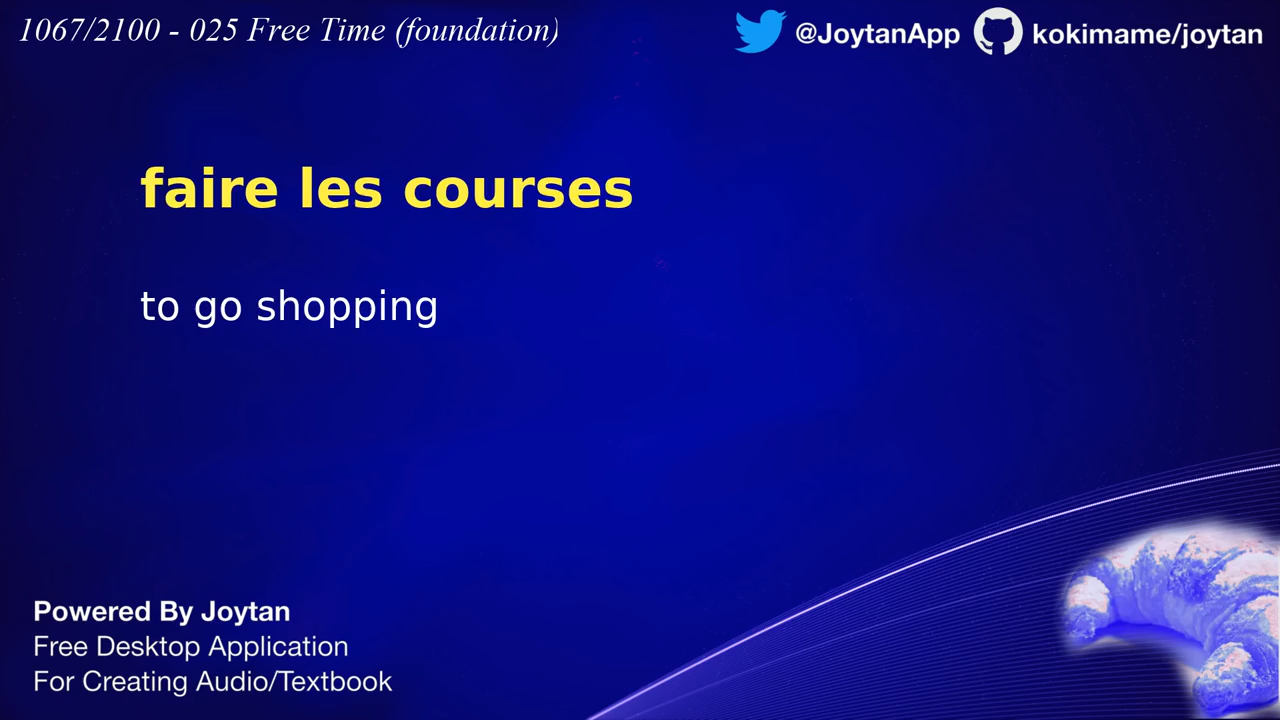 1067/2100 - 025 Free Time (foundation)
@JoytanApp kokimame/joytan
faire les courses
to go shopping
Powered By Joytan
Free Desktop Application
For Creating Audio/Textbook